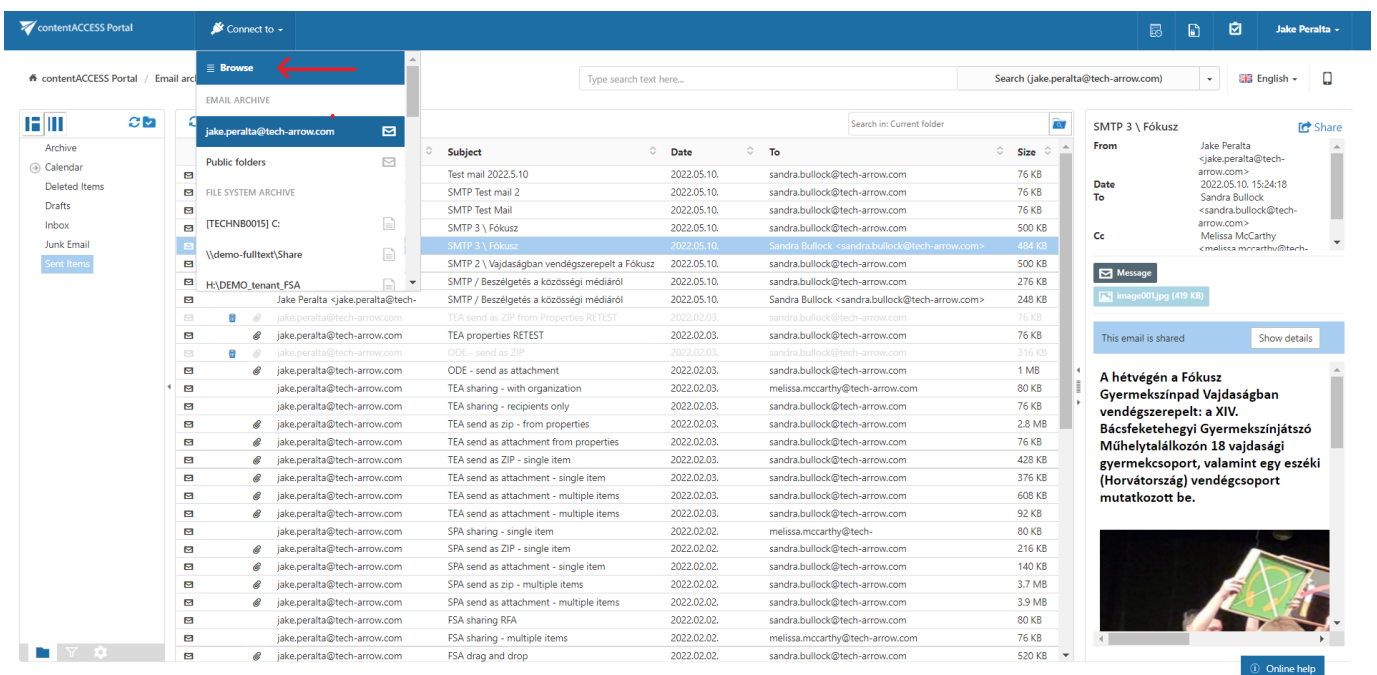 contentACCESS Portal
Connect to
Jake Peralta
contentACCESS Portal / Email arc
Type search text here...
Search (jake.peralta@tech-arrow.com)
English
Browse
EMAIL ARCHIVE
jake.peralta@tech-arrow.com
Public folders
FILE SYSTEM ARCHIVE
[TECHNB0015] C:
\\demo-fulltext\Share
H:\DEMO_tenant_FSA
Archive
Calendar
Deleted Items
Drafts
Inbox
Junk Email
Sent Items
Search in: Current folder
Subject Date To Size
Test mail 2022.5.10 2022.05.10. sandra.bullock@tech-arrow.com 76 KB
SMTP Test mail 2 2022.05.10. sandra.bullock@tech-arrow.com 76 KB
SMTP Test Mail 2022.05.10. sandra.bullock@tech-arrow.com 76 KB
SMTP 3 \ Fókusz 2022.05.10. sandra.bullock@tech-arrow.com 500 KB
SMTP 3 \ Fókusz 2022.05.10. Sandra Bullock <sandra.bullock@tech-arrow.com> 484 KB
SMTP 2 \ Vajdaságban vendégszerepelt a Fókusz 2022.05.10. sandra.bullock@tech-arrow.com 500 KB
SMTP / Beszélgetés a közösségi médiáról 2022.05.10. sandra.bullock@tech-arrow.com 276 KB
Jake Peralta <jake.peralta@tech- SMTP / Beszélgetés a közösségi médiáról 2022.05.10. Sandra Bullock <sandra.bullock@tech-arrow.com> 248 KB
jake.peralta@tech-arrow.com TEA send as ZIP from Properties RETEST 2022.02.03. sandra.bullock@tech-arrow.com 76 KB
jake.peralta@tech-arrow.com TEA properties RETEST 2022.02.03. sandra.bullock@tech-arrow.com 76 KB
jake.peralta@tech-arrow.com ODE - send as ZIP 2022.02.03. sandra.bullock@tech-arrow.com 316 KB
jake.peralta@tech-arrow.com ODE - send as attachment 2022.02.03. sandra.bullock@tech-arrow.com 1 MB
jake.peralta@tech-arrow.com TEA sharing - with organization 2022.02.03. melissa.mccarthy@tech-arrow.com 80 KB
jake.peralta@tech-arrow.com TEA sharing - recipients only 2022.02.03. sandra.bullock@tech-arrow.com 76 KB
jake.peralta@tech-arrow.com TEA send as zip - from properties 2022.02.03. sandra.bullock@tech-arrow.com 2.8 MB
jake.peralta@tech-arrow.com TEA send as attachment from properties 2022.02.03. sandra.bullock@tech-arrow.com 76 KB
jake.peralta@tech-arrow.com TEA send as ZIP - single item 2022.02.03. sandra.bullock@tech-arrow.com 428 KB
jake.peralta@tech-arrow.com TEA send as attachment - single item 2022.02.03. sandra.bullock@tech-arrow.com 376 KB
jake.peralta@tech-arrow.com TEA send as attachment - multiple items 2022.02.03. sandra.bullock@tech-arrow.com 608 KB
jake.peralta@tech-arrow.com TEA send as attachment - multiple items 2022.02.03. sandra.bullock@tech-arrow.com 92 KB
jake.peralta@tech-arrow.com SPA sharing - single item 2022.02.02. melissa.mccarthy@tech- 80 KB
jake.peralta@tech-arrow.com SPA send as ZIP - single item 2022.02.02. sandra.bullock@tech-arrow.com 216 KB
jake.peralta@tech-arrow.com SPA send as attachment - single item 2022.02.02. sandra.bullock@tech-arrow.com 140 KB
jake.peralta@tech-arrow.com SPA send as zip - multiple items 2022.02.02. sandra.bullock@tech-arrow.com 3.7 MB
jake.peralta@tech-arrow.com SPA send as attachment - multiple items 2022.02.02. sandra.bullock@tech-arrow.com 3.9 MB
jake.peralta@tech-arrow.com FSA sharing RFA 2022.02.02. sandra.bullock@tech-arrow.com 80 KB
jake.peralta@tech-arrow.com FSA sharing - multiple items 2022.02.02. melissa.mccarthy@tech-arrow.com 76 KB
jake.peralta@tech-arrow.com FSA drag and drop 2022.02.02. sandra.bullock@tech-arrow.com 520 KB
SMTP 3 \ Fókusz Share
From Jake Peralta
<jake.peralta@tech-
arrow.com>
Date 2022.05.10. 15:24:18
To Sandra Bullock
<sandra.bullock@tech-
arrow.com>
Cc Melissa McCarthy
<melissa.mccarthy@tech-
Message
image001.jpg (419 KB)
This email is shared Show details
A hétvégén a Fókusz
Gyermekszínpad Vajdaságban
vendégszerepelt: a XIV.
Bácsfeketehegyi Gyermekszínjátszó
Műhelytalálkozón 18 vajdasági
gyermekcsoport, valamint egy eszéki
(Horvátország) vendégcsoport
mutatkozott be.
Online help